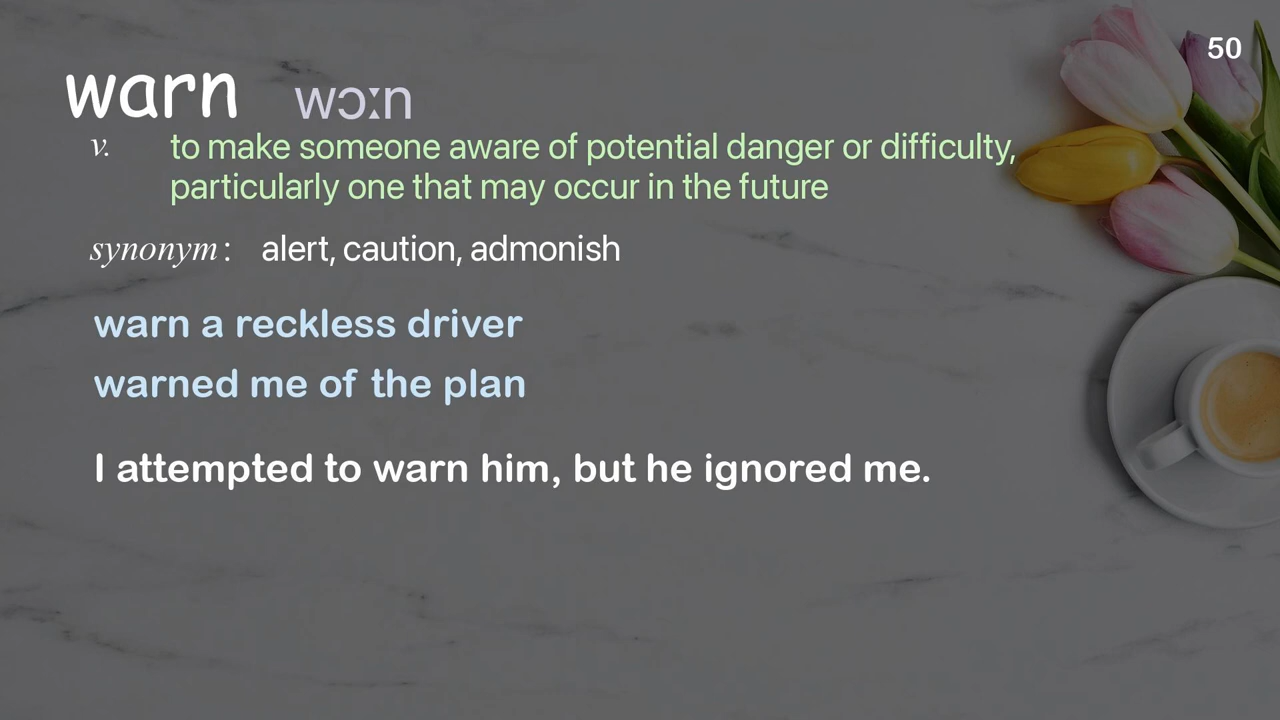 50
warn wɔːn
v. to make someone aware of potential danger or difficulty,
particularly one that may occur in the future
synonym : alert, caution, admonish
warn a reckless driver
warned me of the plan
I attempted to warn him, but he ignored me.